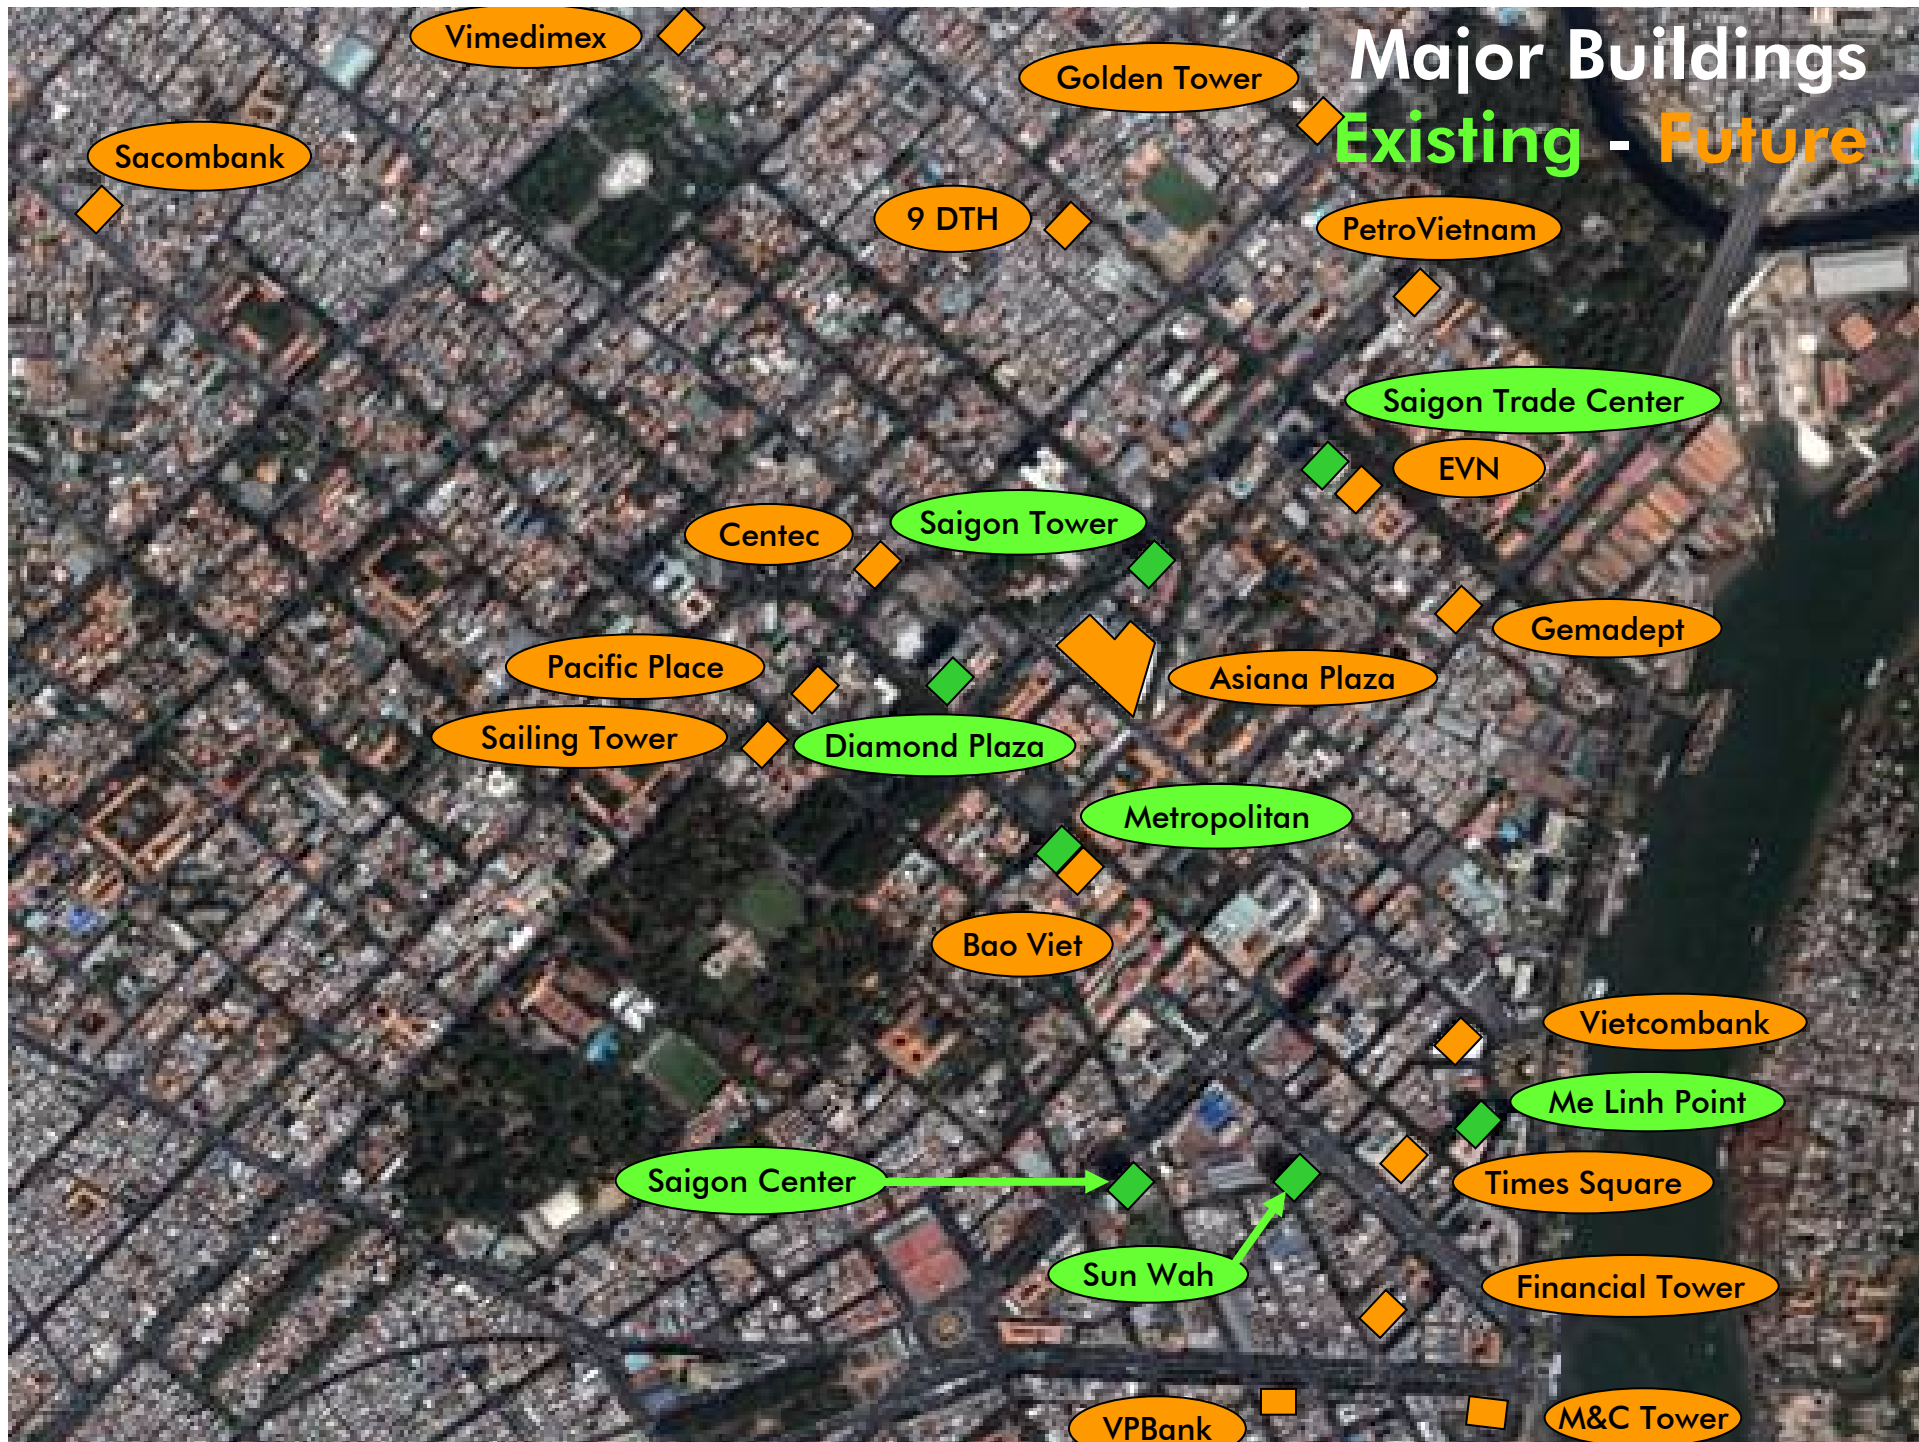 Vimedimex
Major Buildings
Golden Tower
Existing - Future
Sacombank
9 DTH
PetroVietnam
Saigon Trade Center
EVN
Saigon Tower
Centec
Gemadept
Pacific Place
Asiana Plaza
Sailing Tower
Diamond Plaza
Metropolitan
Bao Viet
Vietcombank
Me Linh Point
Saigon Center
Times Square
Sun Wah
Financial Tower
VPBank
M&C Tower